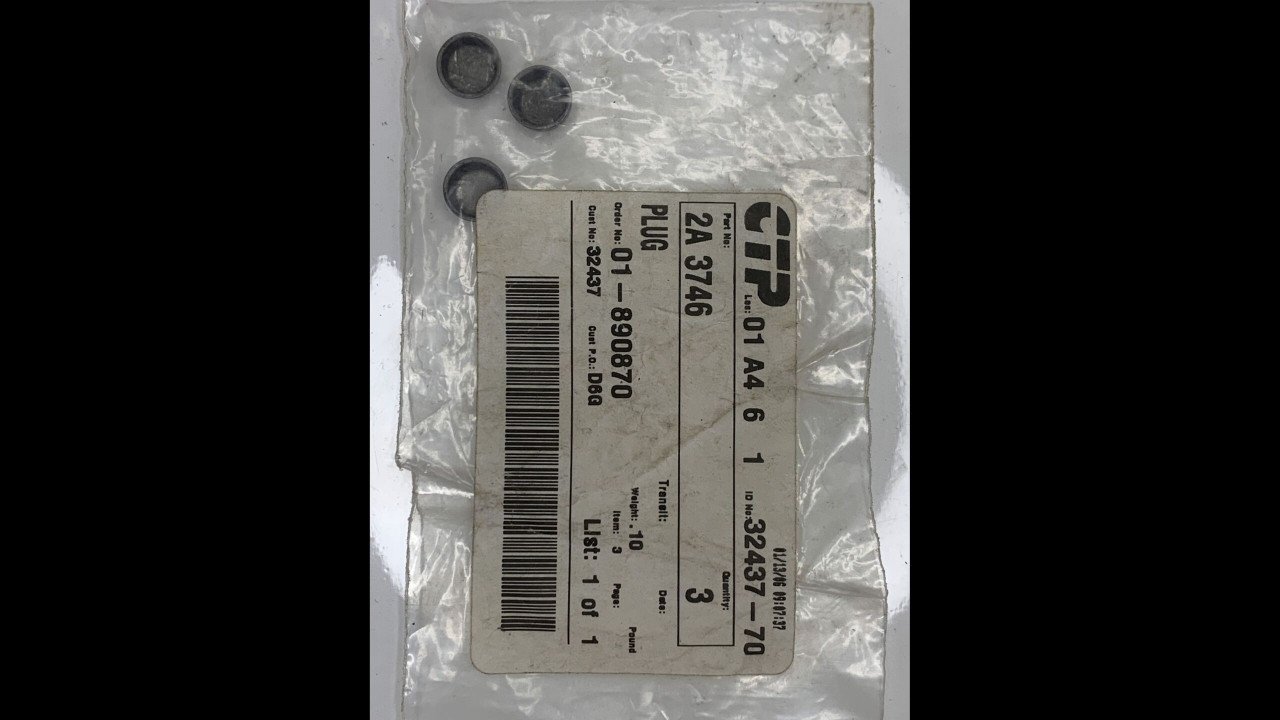 01/13/06 09:07:37
CTP Loc: 01 A4 6 1 ID No: 32437-70
Part No: Quantity:
2A 3746 3
PLUG Transit: Date:
Weight: .10 Pound
Order No: 01-890870 Item: 3 Page:
Cust No: 32437 Cust P.O.: D6Q List: 1 of 1